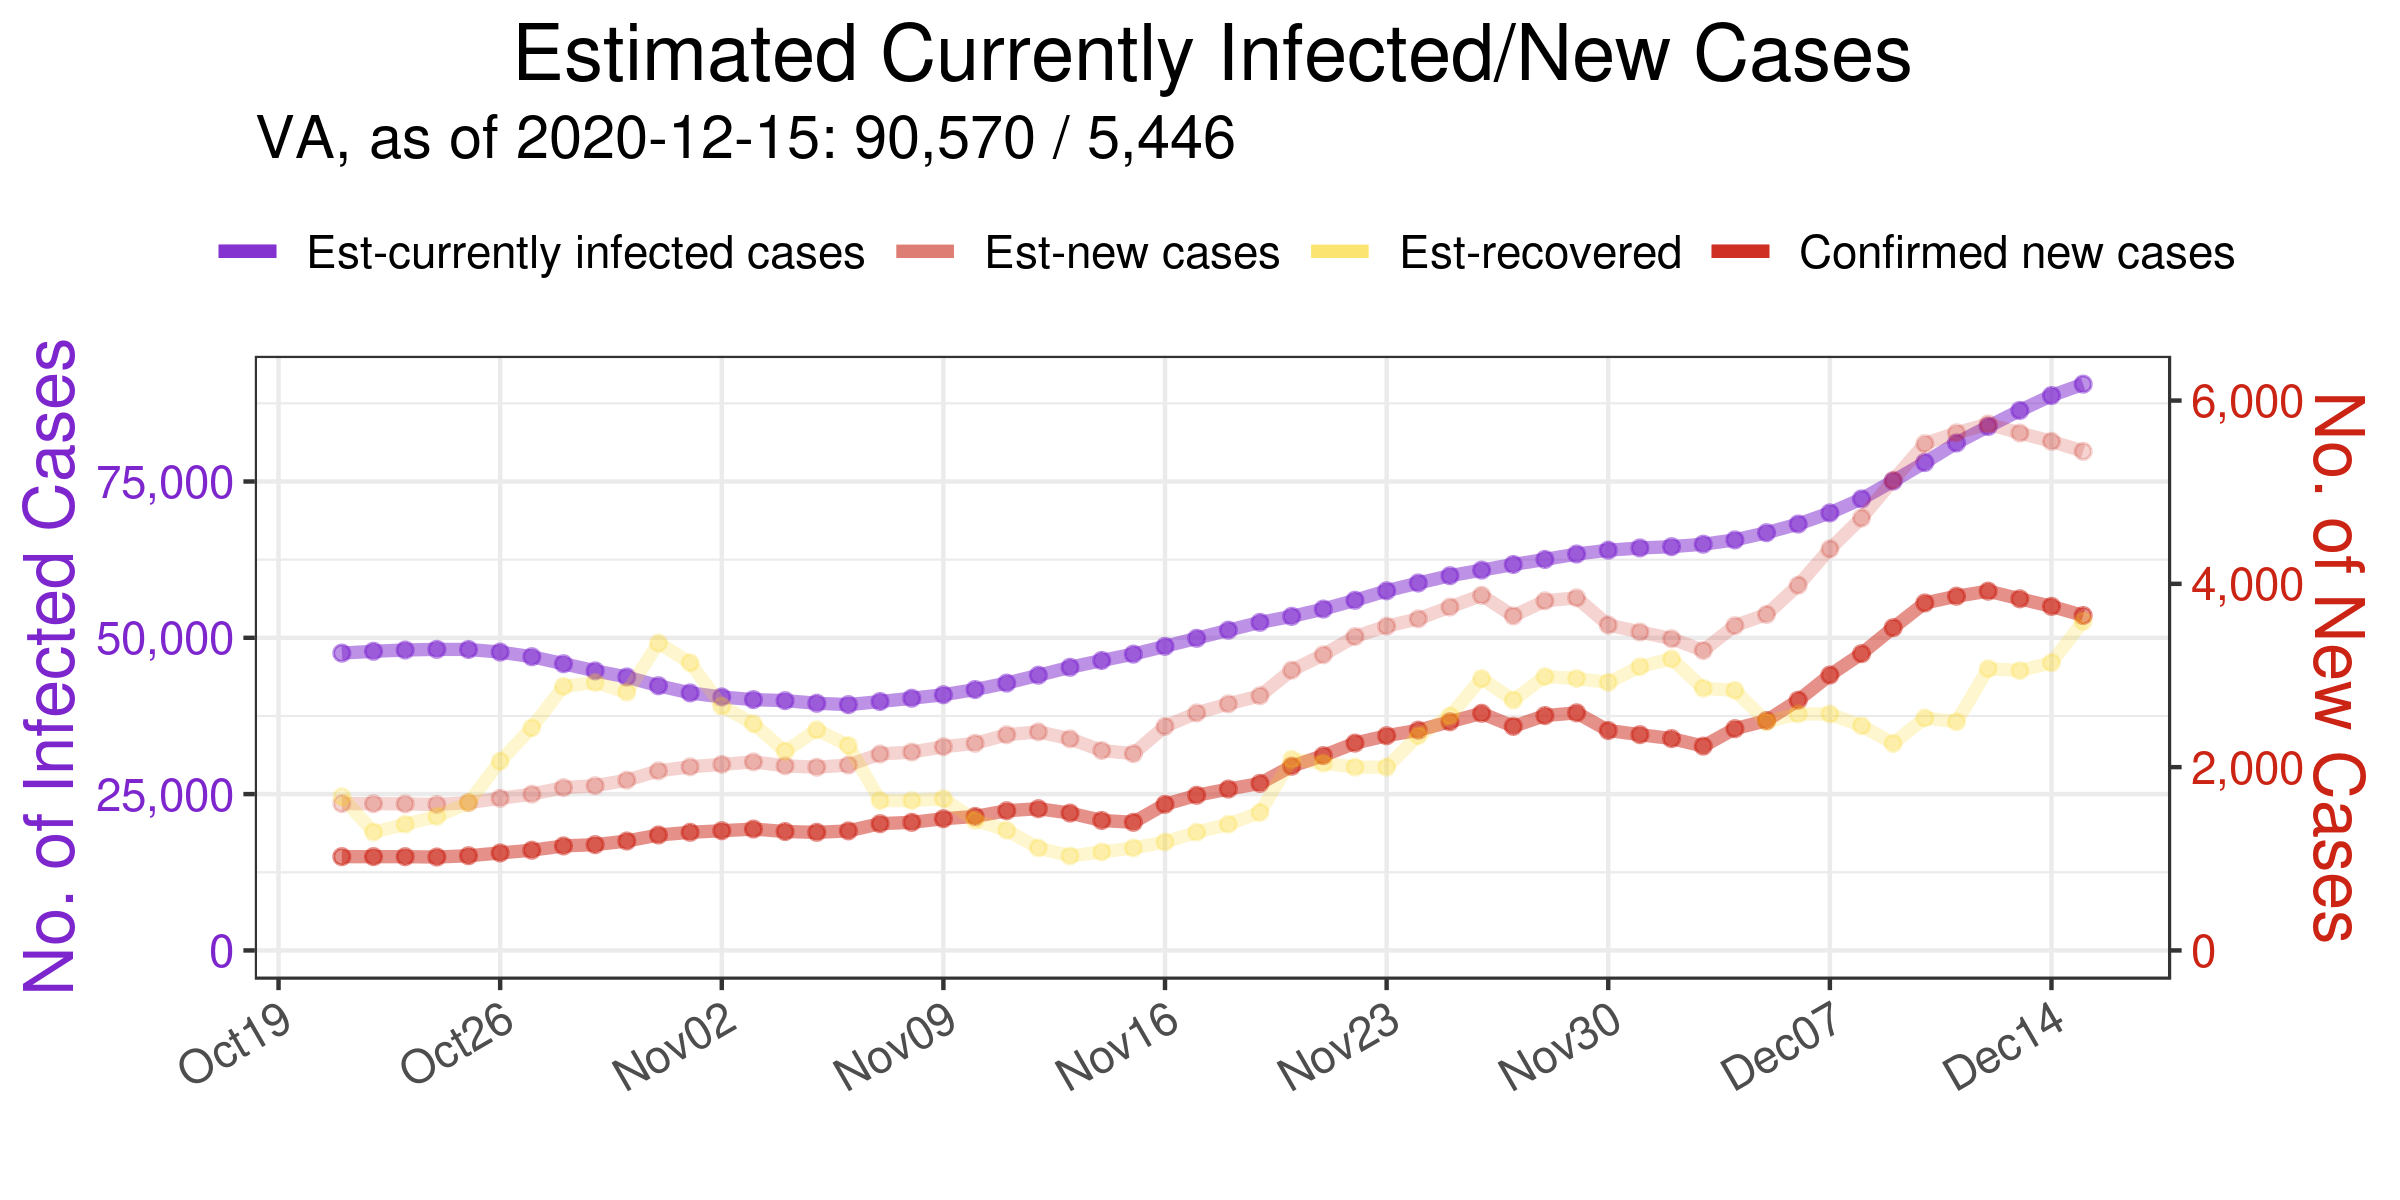 Estimated Currently Infected/New Cases
VA, as of 2020-12-15: 90,570 / 5,446
Est-currently infected cases Est-new cases Est-recovered Confirmed new cases
No. of Infected Cases
75,000
50,000
25,000
0
6,000
4,000
2,000
0
No. of New Cases
Oct19 Oct26 Nov02 Nov09 Nov16 Nov23 Nov30 Dec07 Dec14